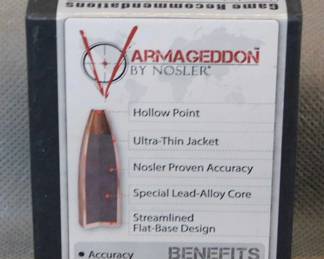 Game Recommendations
VARMAGEDDON™
BY NOSLER®
Hollow Point
Ultra-Thin Jacket
Nosler Proven Accuracy
Special Lead-Alloy Core
Streamlined
Flat-Base Design
• Accuracy
BENEFITS